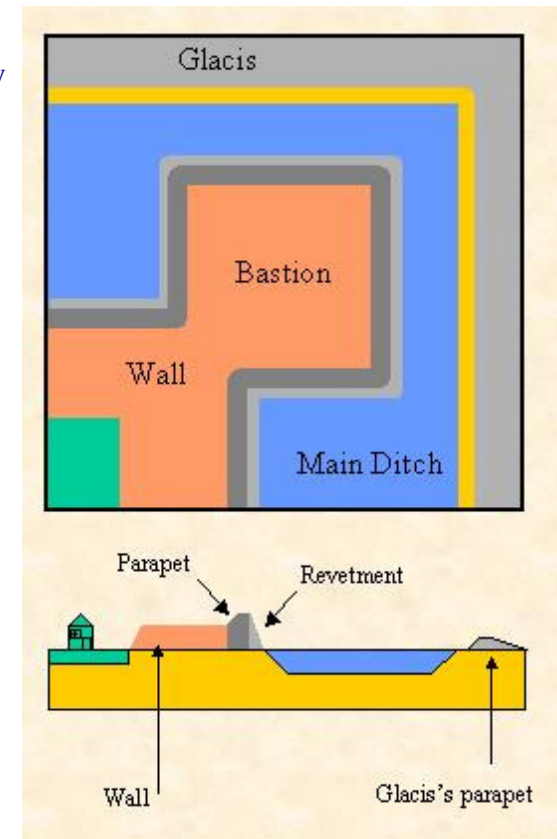 Glacis
Bastion
Wall
Main Ditch
Parapet
Revetment
Wall
Glacis's parapet